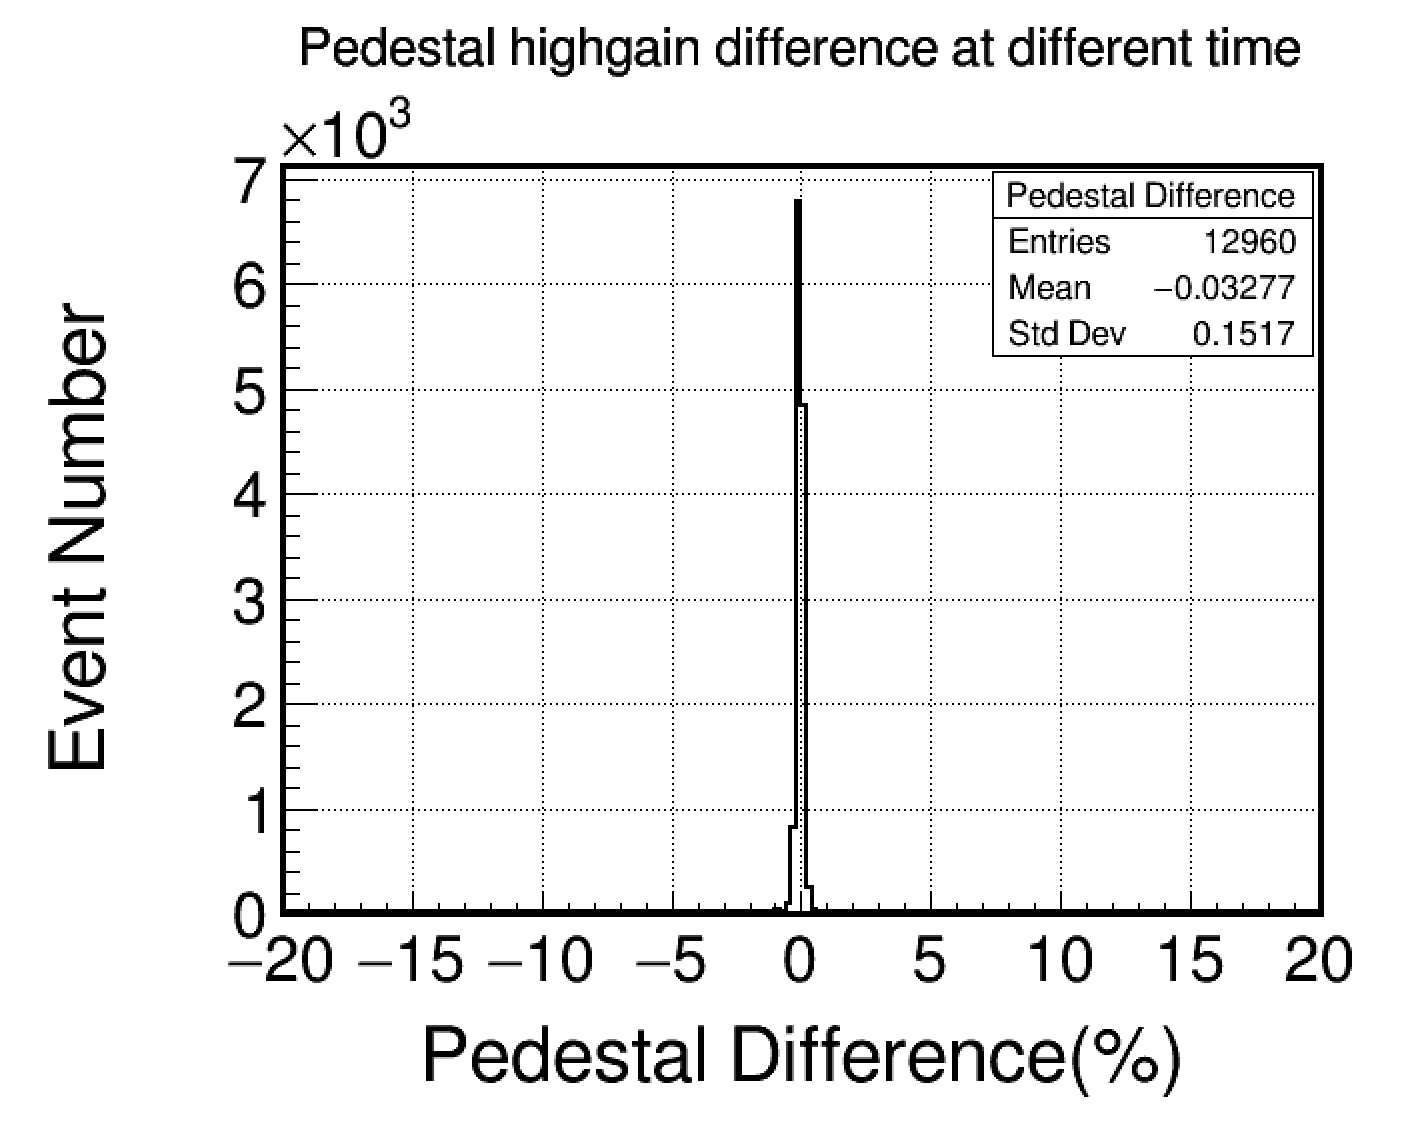 Pedestal highgain difference at different time
×10³
7
6
5
4
3
2
1
0
Event Number
Pedestal Difference
Entries 12960
Mean −0.03277
Std Dev 0.1517
−20 −15 −10 −5 0 5 10 15 20
Pedestal Difference(%)